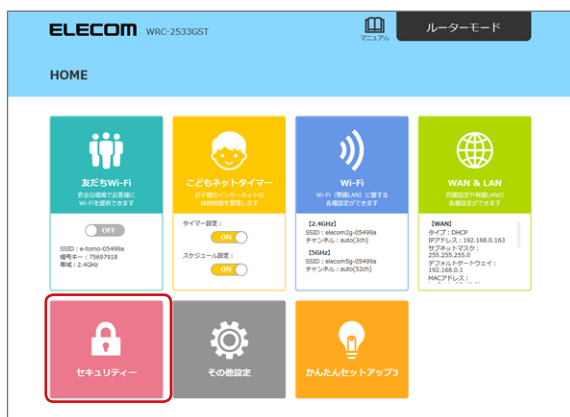 ELECOM WRC-2533GST
マニュアル
ルーターモード
HOME
友だちWi-Fi
安全な環境でお客様に
Wi-Fiを提供できます
OFF
SSID : e-tomo-05499a
暗号キー : 75697918
帯域 : 2.4GHz
こどもネットタイマー
お子様のインターネットの
接続時間を管理します
タイマー設定 :
ON
スケジュール設定 :
ON
Wi-Fi
Wi-Fi（無線LAN）に関する
各種設定ができます
【2.4GHz】
SSID : elecom2g-05499a
チャンネル : auto(3ch)
【5GHz】
SSID : elecom5g-05499a
チャンネル : auto(52ch)
WAN & LAN
回線設定や有線LANの
各種設定ができます
【WAN】
タイプ : DHCP
IPアドレス : 192.168.0.163
サブネットマスク :
255.255.255.0
デフォルトゲートウェイ :
192.168.0.1
MACアドレス :
セキュリティー
その他設定
かんたんセットアップ3